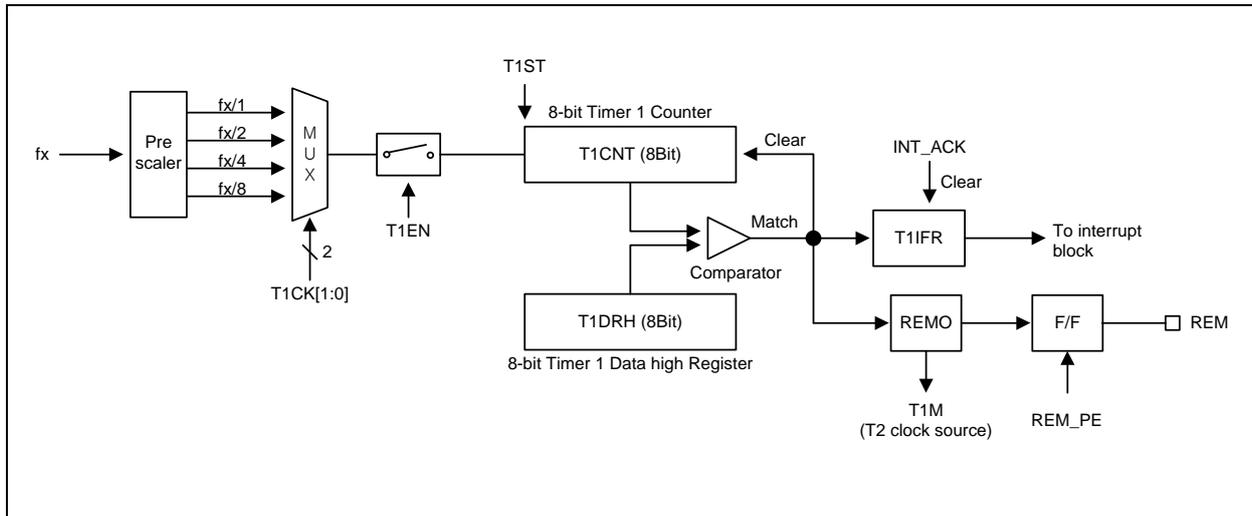 T1ST
8-bit Timer 1 Counter
fx
Pre
scaler
fx/1
fx/2
fx/4
fx/8
M
U
X
T1EN
2
T1CK[1:0]
T1CNT (8Bit)
Clear
Match
Comparator
T1DRH (8Bit)
8-bit Timer 1 Data high Register
INT_ACK
Clear
T1IFR
To interrupt
block
REMO
F/F
REM
T1M
(T2 clock source)
REM_PE